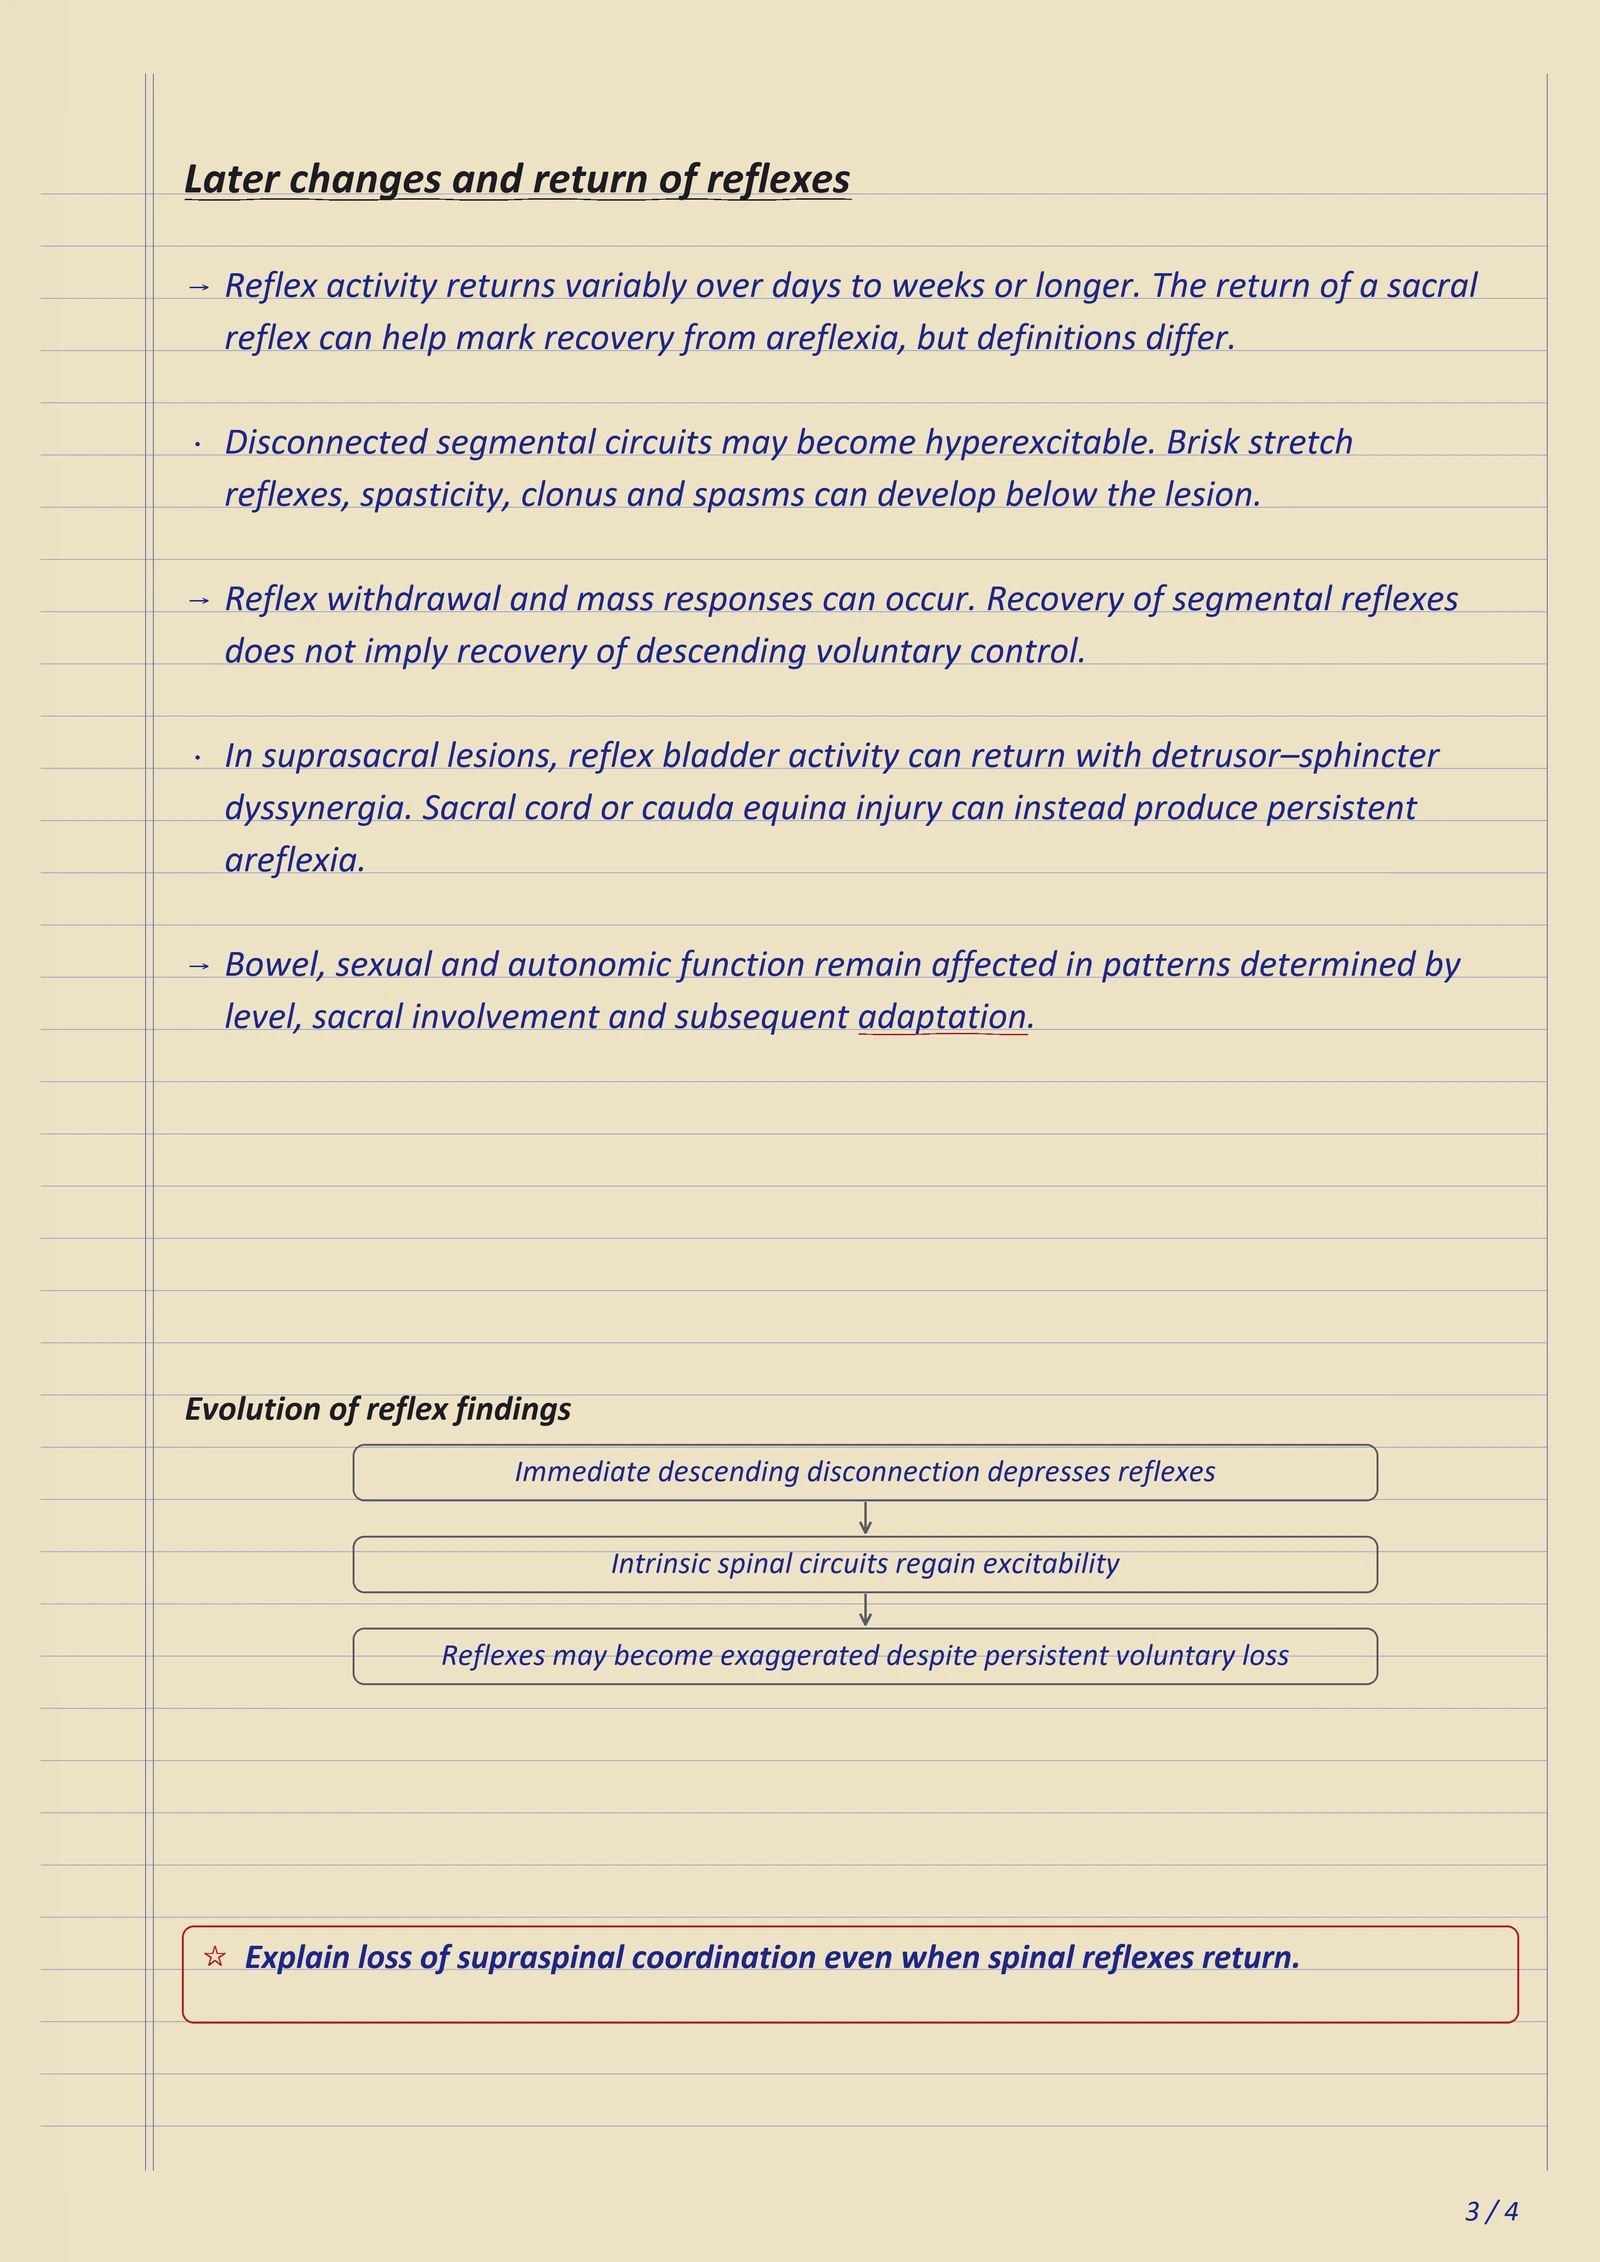 Later changes and return of reflexes
→ Reflex activity returns variably over days to weeks or longer. The return of a sacral
reflex can help mark recovery from areflexia, but definitions differ.
· Disconnected segmental circuits may become hyperexcitable. Brisk stretch
reflexes, spasticity, clonus and spasms can develop below the lesion.
→ Reflex withdrawal and mass responses can occur. Recovery of segmental reflexes
does not imply recovery of descending voluntary control.
· In suprasacral lesions, reflex bladder activity can return with detrusor–sphincter
dyssynergia. Sacral cord or cauda equina injury can instead produce persistent
areflexia.
→ Bowel, sexual and autonomic function remain affected in patterns determined by
level, sacral involvement and subsequent adaptation.
Evolution of reflex findings
Immediate descending disconnection depresses reflexes
Intrinsic spinal circuits regain excitability
Reflexes may become exaggerated despite persistent voluntary loss
☆ Explain loss of supraspinal coordination even when spinal reflexes return.
3 / 4